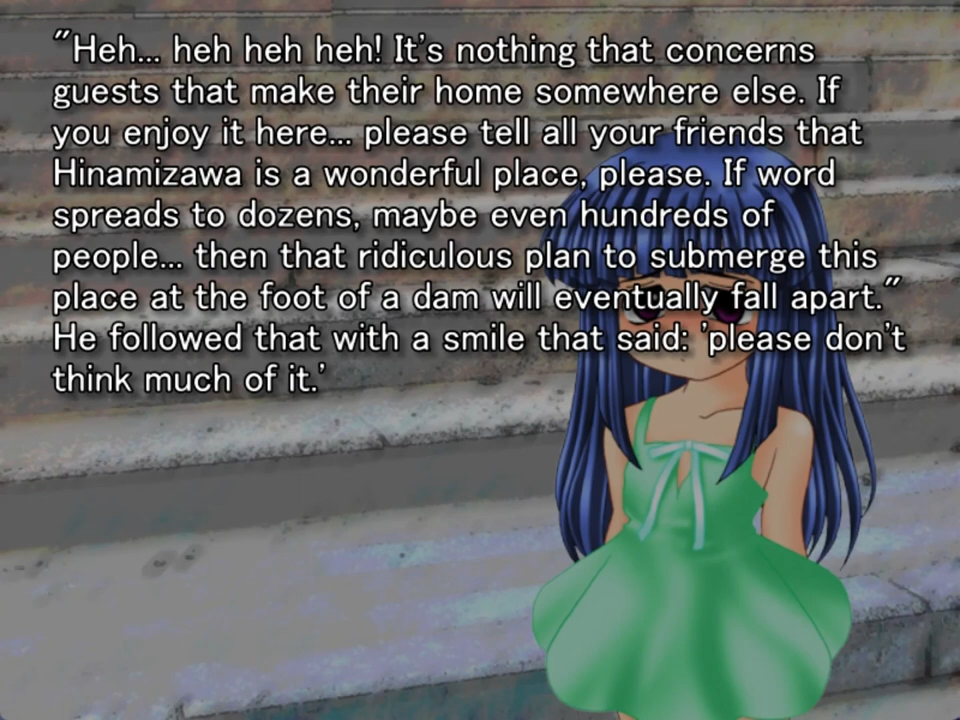 "Heh... heh heh heh! It's nothing that concerns
guests that make their home somewhere else. If
you enjoy it here... please tell all your friends that
Hinamizawa is a wonderful place, please. If word
spreads to dozens, maybe even hundreds of
people... then that ridiculous plan to submerge this
place at the foot of a dam will eventually fall apart."
He followed that with a smile that said: 'please don't
think much of it.'